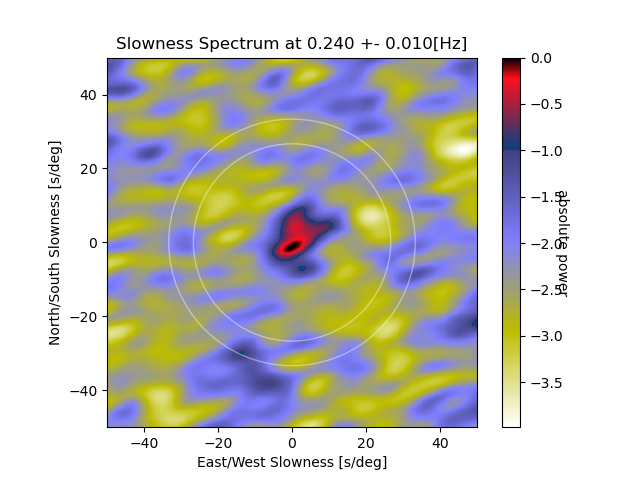 Slowness Spectrum at 0.240 +- 0.010[Hz]
North/South Slowness [s/deg]
40
20
0
−20
−40
−40 −20 0 20 40
East/West Slowness [s/deg]
0.0
−0.5
−1.0
−1.5
−2.0
−2.5
−3.0
−3.5
absolute power